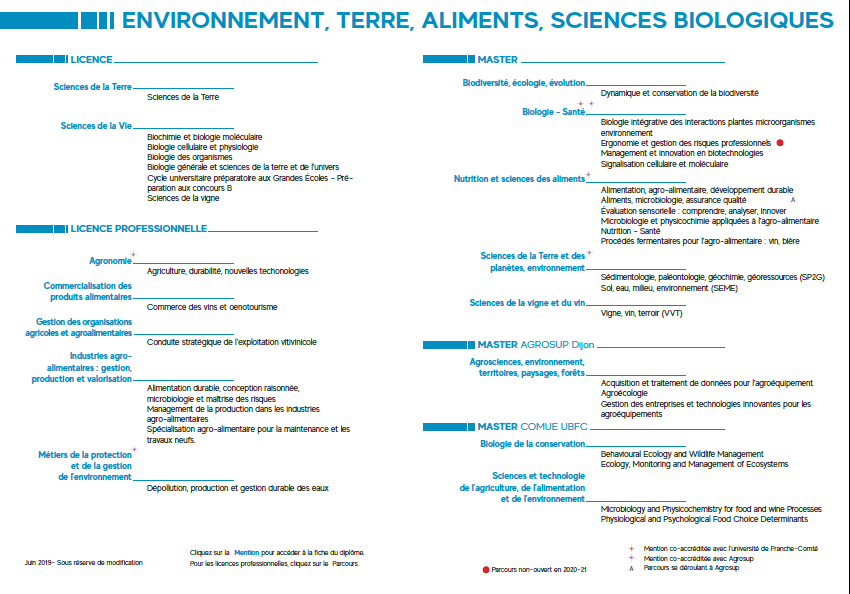 ENVIRONNEMENT, TERRE, ALIMENTS, SCIENCES BIOLOGIQUES
LICENCE
Sciences de la Terre
Sciences de la Terre
Sciences de la Vie
Biochimie et biologie moléculaire
Biologie cellulaire et physiologie
Biologie des organismes
Biologie générale et sciences de la terre et de l'univers
Cycle universitaire préparatoire aux Grandes Écoles - Pré-
paration aux concours B
Sciences de la vigne
LICENCE PROFESSIONNELLE
Agronomie*
Agriculture, durabilité, nouvelles techonologies
Commercialisation des
produits alimentaires
Commerce des vins et oenotourisme
Gestion des organisations
agricoles et agroalimentaires
Conduite stratégique de l'exploitation vitivinicole
Industries agro-
alimentaires : gestion,
production et valorisation
Alimentation durable, conception raisonnée,
microbiologie et maîtrise des risques
Management de la production dans les industries
agro-alimentaires
Spécialisation agro-alimentaire pour la maintenance et les
travaux neufs.
Métiers de la protection*
et de la gestion
de l'environnement
Dépollution, production et gestion durable des eaux
MASTER
Biodiversité, écologie, évolution
Dynamique et conservation de la biodiversité
Biologie - Santé* *
Biologie intégrative des interactions plantes microorganismes
environnement
Ergonomie et gestion des risques professionnels
Management et innovation en biotechnologies
Signalisation cellulaire et moléculaire
Nutrition et sciences des aliments*
Alimentation, agro-alimentaire, développement durable
Aliments, microbiologie, assurance qualité A
Évaluation sensorielle : comprendre, analyser, innover
Microbiologie et physicochimie appliquées à l'agro-alimentaire
Nutrition - Santé
Procédés fermentaires pour l'agro-alimentaire : vin, bière
Sciences de la Terre et des*
planètes, environnement
Sédimentologie, paléontologie, géochimie, géoressources (SP2G)
Sol, eau, milieu, environnement (SEME)
Sciences de la vigne et du vin
Vigne, vin, terroir (VVT)
MASTER AGROSUP Dijon
Agrosciences, environnement,
territoires, paysages, forêts
Acquisition et traitement de données pour l'agroéquipement
Agroécologie
Gestion des entreprises et technologies innovantes pour les
agroéquipements
MASTER COMUE UBFC
Biologie de la conservation
Behavioural Ecology and Wildlife Management
Ecology, Monitoring and Management of Ecosystems
Sciences et technologie
de l'agriculture, de l'alimentation
et de l'environnement
Microbiology and Physicochemistry for food and wine Processes
Physiological and Psychological Food Choice Determinants
Juin 2019- Sous réserve de modification
Cliquez sur la Mention pour accéder à la fiche du diplôme.
Pour les licences professionnelles, cliquez sur le Parcours.
Parcours non-ouvert en 2020-21
* Mention co-accréditée avec l'université de Franche-Comté
* Mention co-accréditée avec Agrosup
A Parcours se déroulant à Agrosup